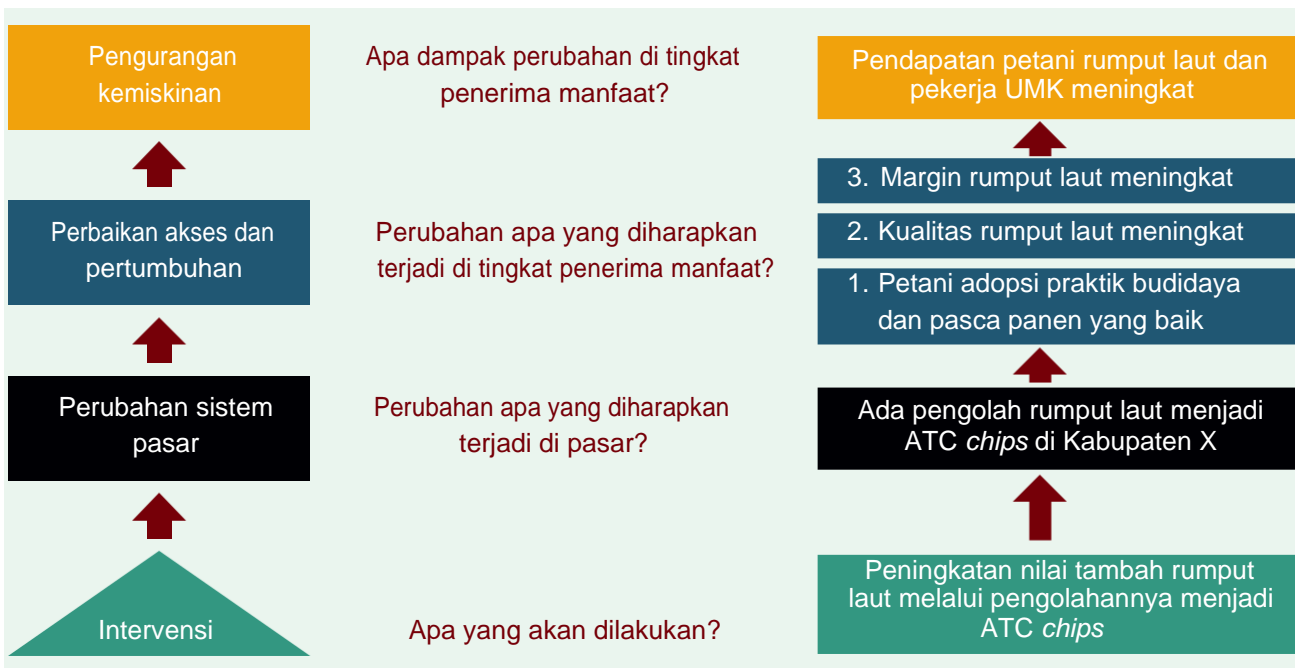 Pengurangan
kemiskinan
Apa dampak perubahan di tingkat
penerima manfaat?
Pendapatan petani rumput laut dan
pekerja UMK meningkat
3. Margin rumput laut meningkat
Perbaikan akses dan
pertumbuhan
Perubahan apa yang diharapkan
terjadi di tingkat penerima manfaat?
2. Kualitas rumput laut meningkat
1. Petani adopsi praktik budidaya
dan pasca panen yang baik
Perubahan sistem
pasar
Perubahan apa yang diharapkan
terjadi di pasar?
Ada pengolah rumput laut menjadi
ATC chips di Kabupaten X
Intervensi
Apa yang akan dilakukan?
Peningkatan nilai tambah rumput
laut melalui pengolahannya menjadi
ATC chips